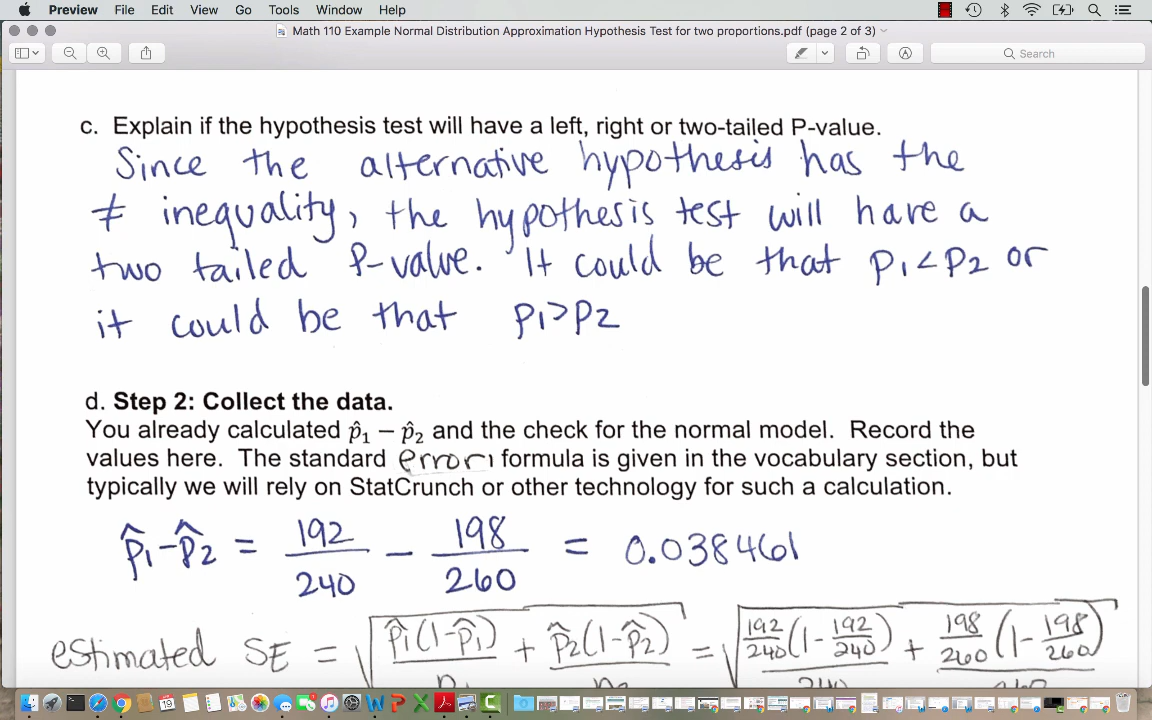 Preview File Edit View Go Tools Window Help
Math 110 Example Normal Distribution Approximation Hypothesis Test for two proportions.pdf (page 2 of 3)
Search
c. Explain if the hypothesis test will have a left, right or two-tailed P-value.
Since the alternative hypothesis has the
≠ inequality, the hypothesis test will have a
two tailed P-value. It could be that p1<p2 or
it could be that p1>p2
d. Step 2: Collect the data.
You already calculated p̂₁ − p̂₂ and the check for the normal model. Record the
values here. The standard error formula is given in the vocabulary section, but
typically we will rely on StatCrunch or other technology for such a calculation.
p̂1-p̂2 = 192/240 − 198/260 = 0.038461
estimated SE = √(p̂1(1-p̂1)/n + p̂2(1-p̂2)/n) = √(192/240(1-192/240)/240 + 198/260(1-198/260)/260)